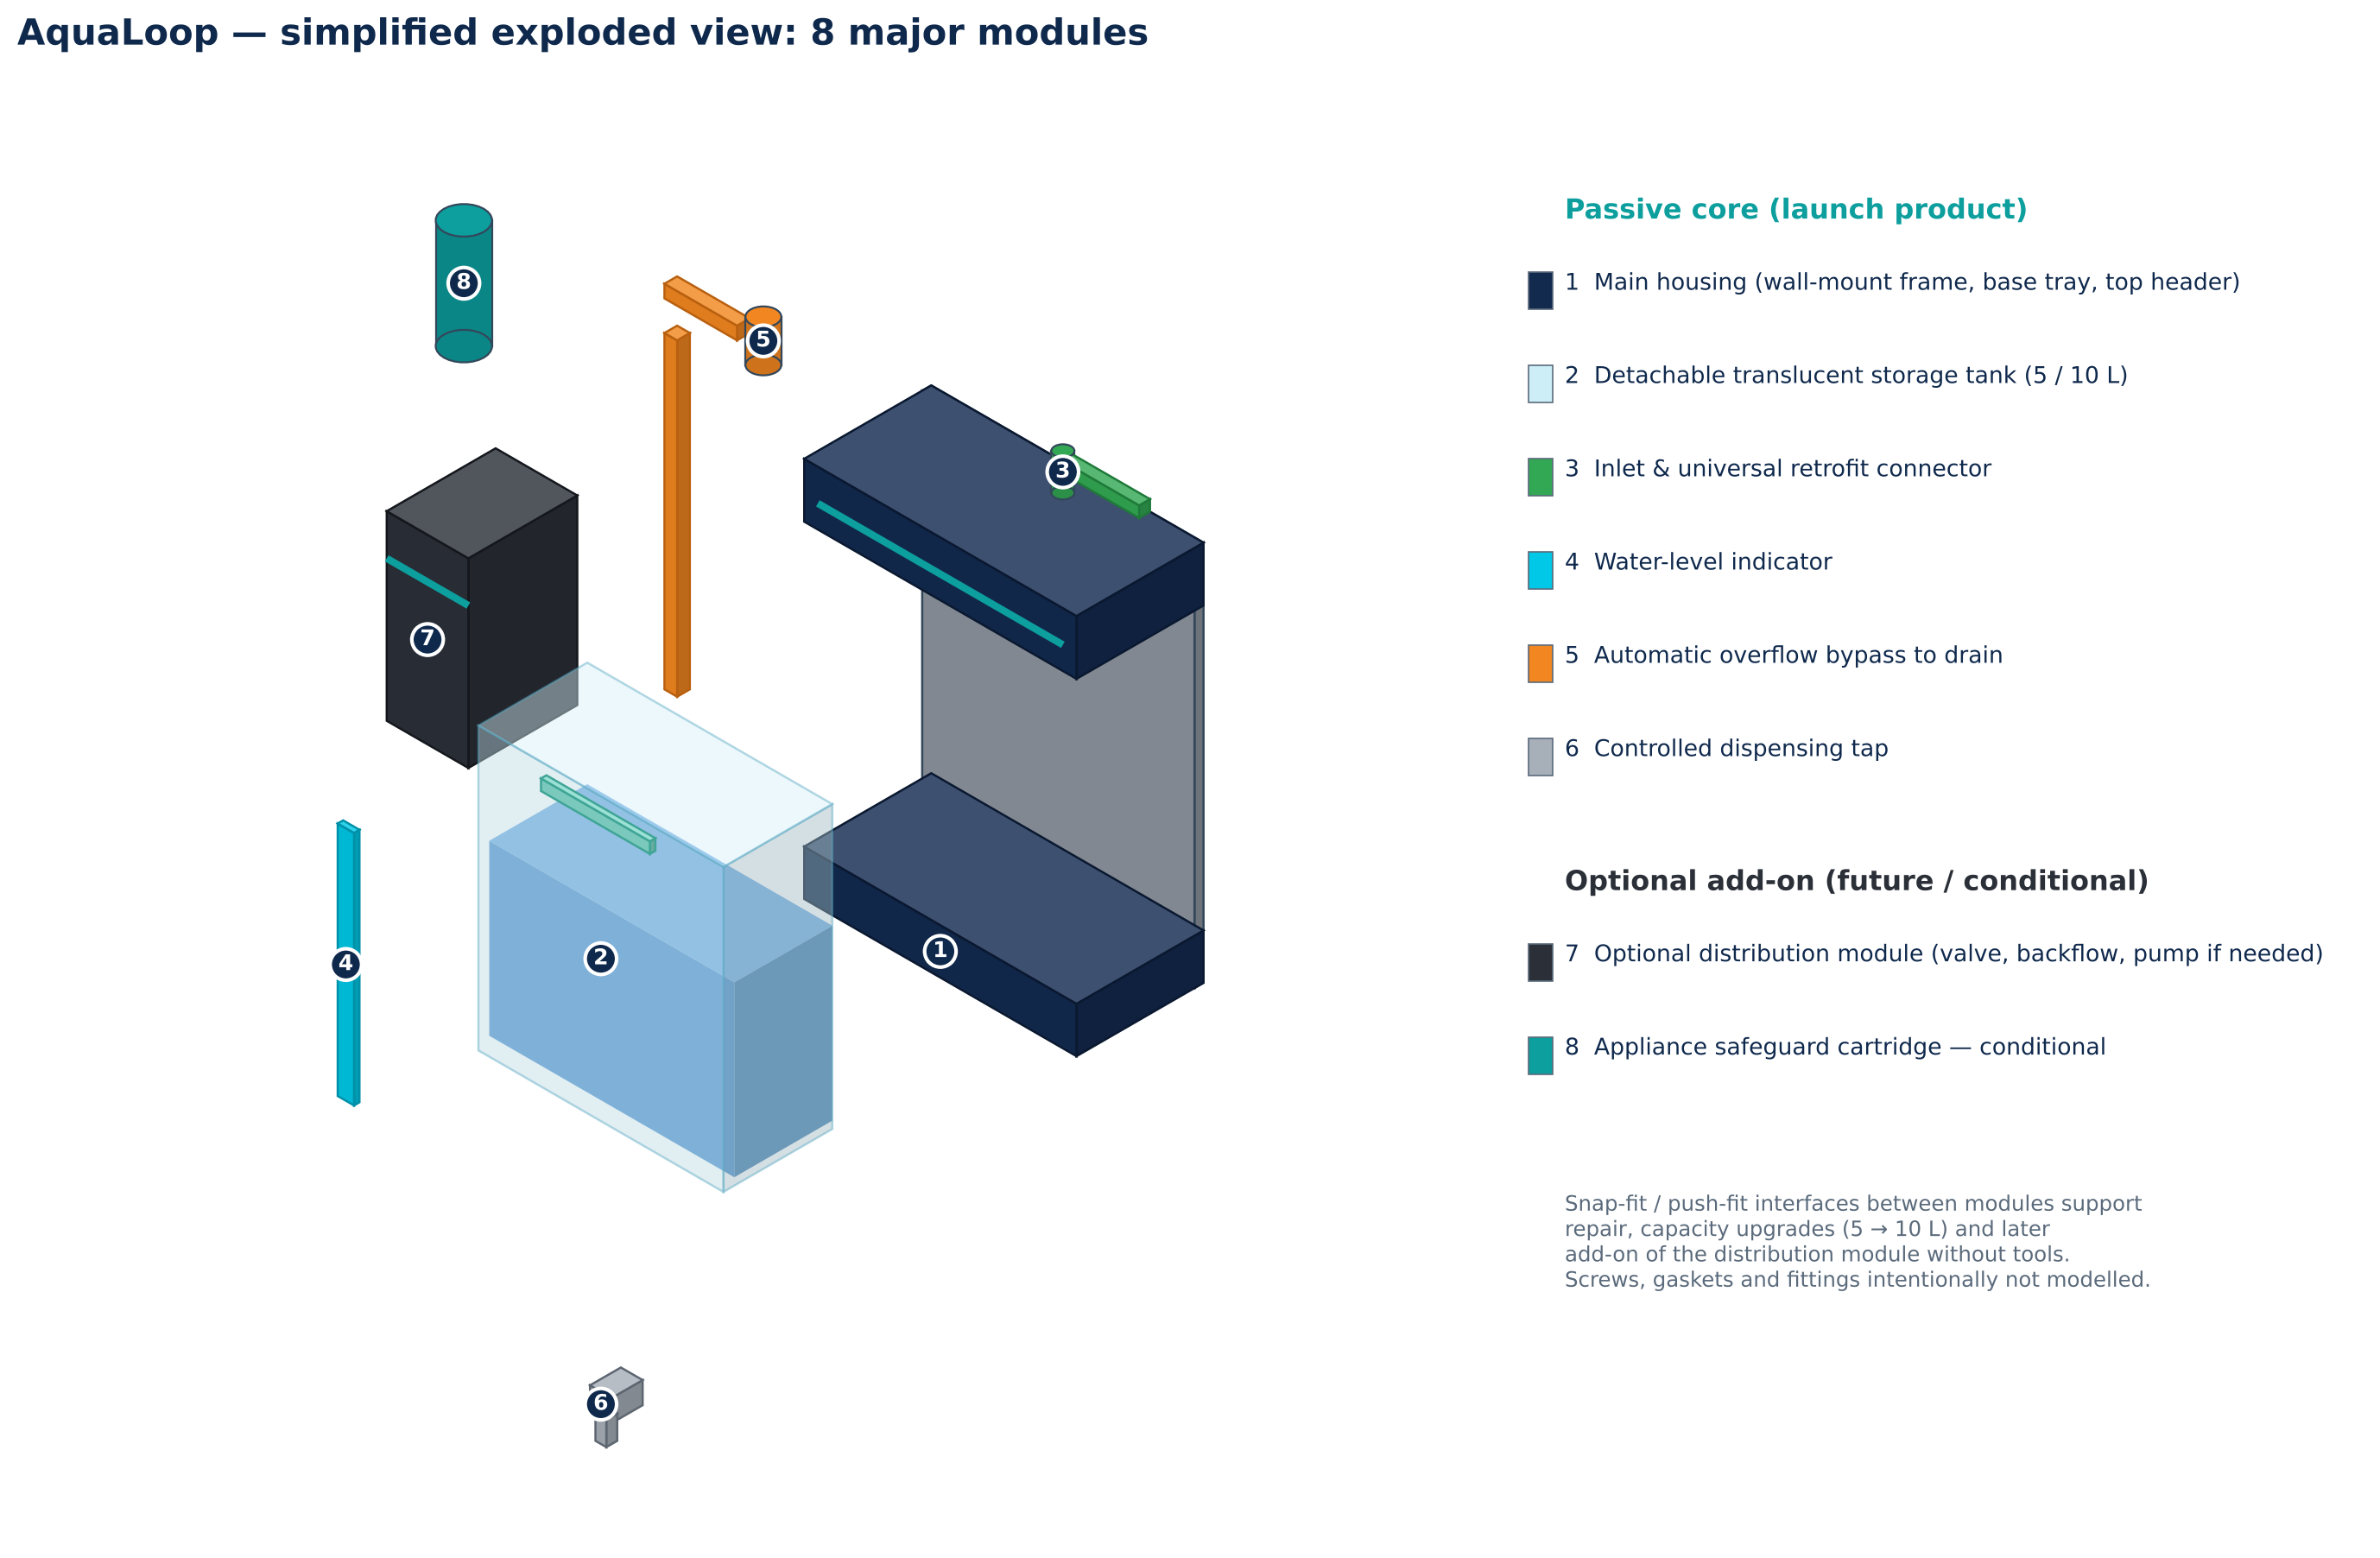 AquaLoop — simplified exploded view: 8 major modules
8
5
3
7
4
2
1
6
Passive core (launch product)
1 Main housing (wall-mount frame, base tray, top header)
2 Detachable translucent storage tank (5 / 10 L)
3 Inlet & universal retrofit connector
4 Water-level indicator
5 Automatic overflow bypass to drain
6 Controlled dispensing tap
Optional add-on (future / conditional)
7 Optional distribution module (valve, backflow, pump if needed)
8 Appliance safeguard cartridge — conditional
Snap-fit / push-fit interfaces between modules support
repair, capacity upgrades (5 → 10 L) and later
add-on of the distribution module without tools.
Screws, gaskets and fittings intentionally not modelled.